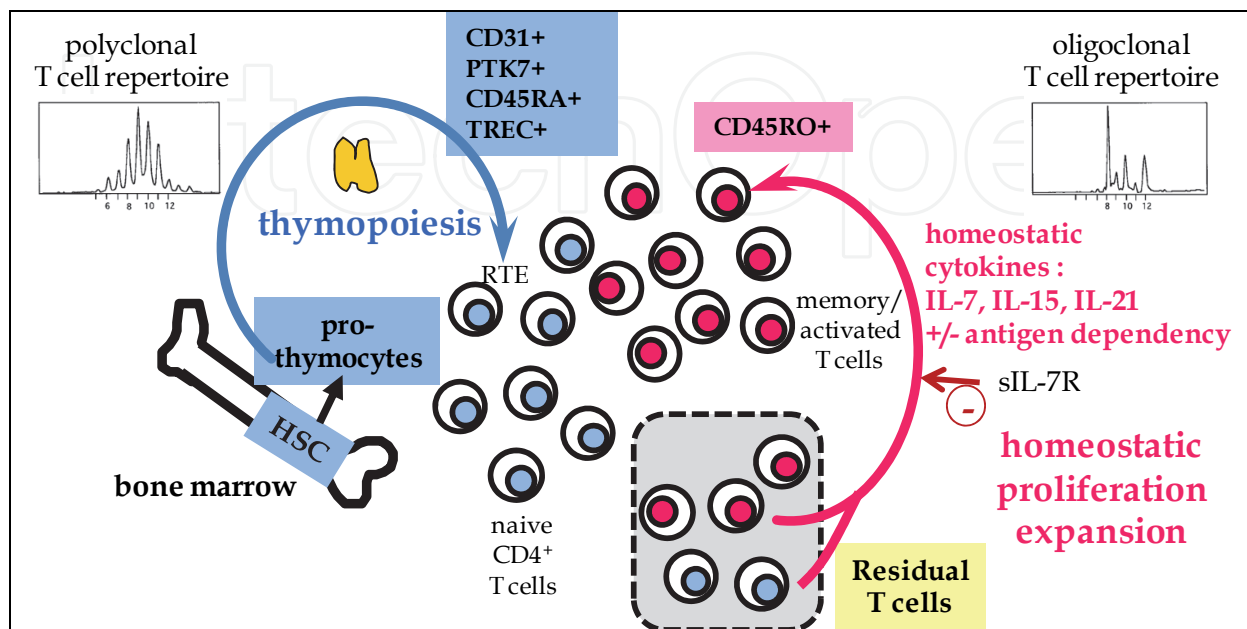 polyclonal
T cell repertoire
6 8 10 12
CD31+
PTK7+
CD45RA+
TREC+
thymopoiesis
RTE
pro-
thymocytes
HSC
bone marrow
naive
CD4⁺
T cells
CD45RO+
memory/
activated
T cells
oligoclonal
T cell repertoire
8 10 12
homeostatic
cytokines :
IL-7, IL-15, IL-21
+/- antigen dependency
sIL-7R
-
homeostatic
proliferation
expansion
Residual
T cells